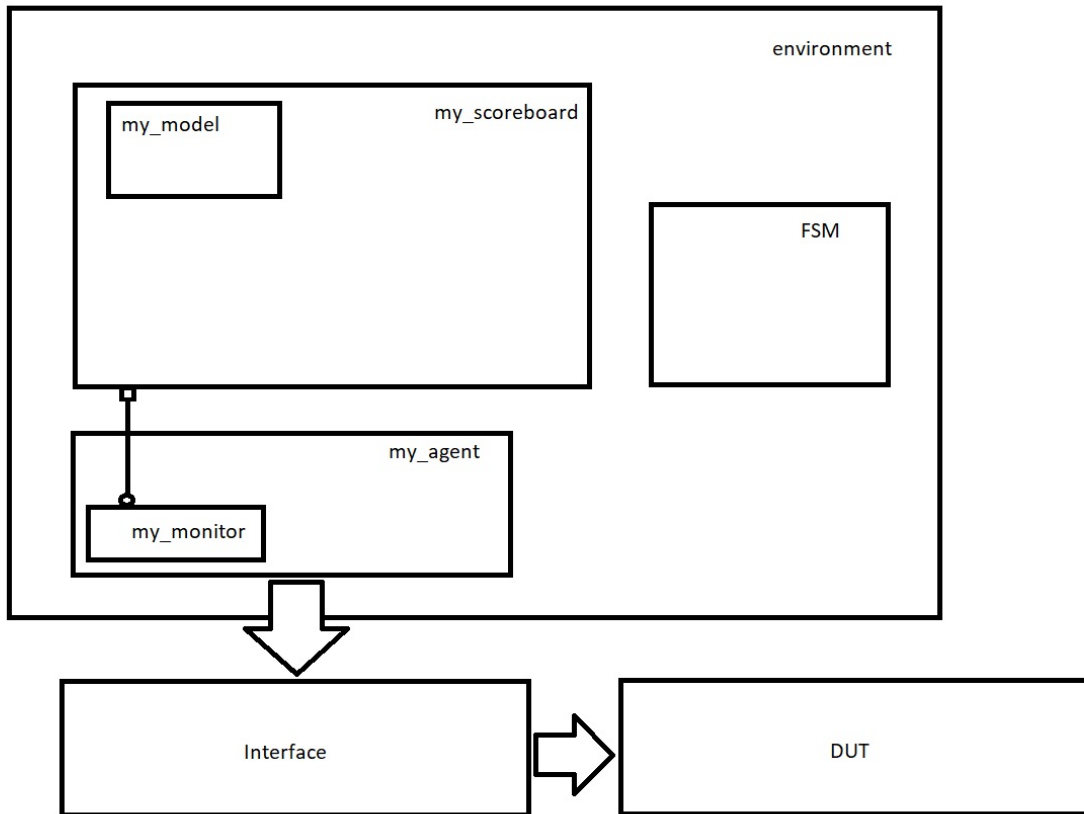 environment
my_scoreboard
my_model
FSM
my_agent
my_monitor
Interface
DUT